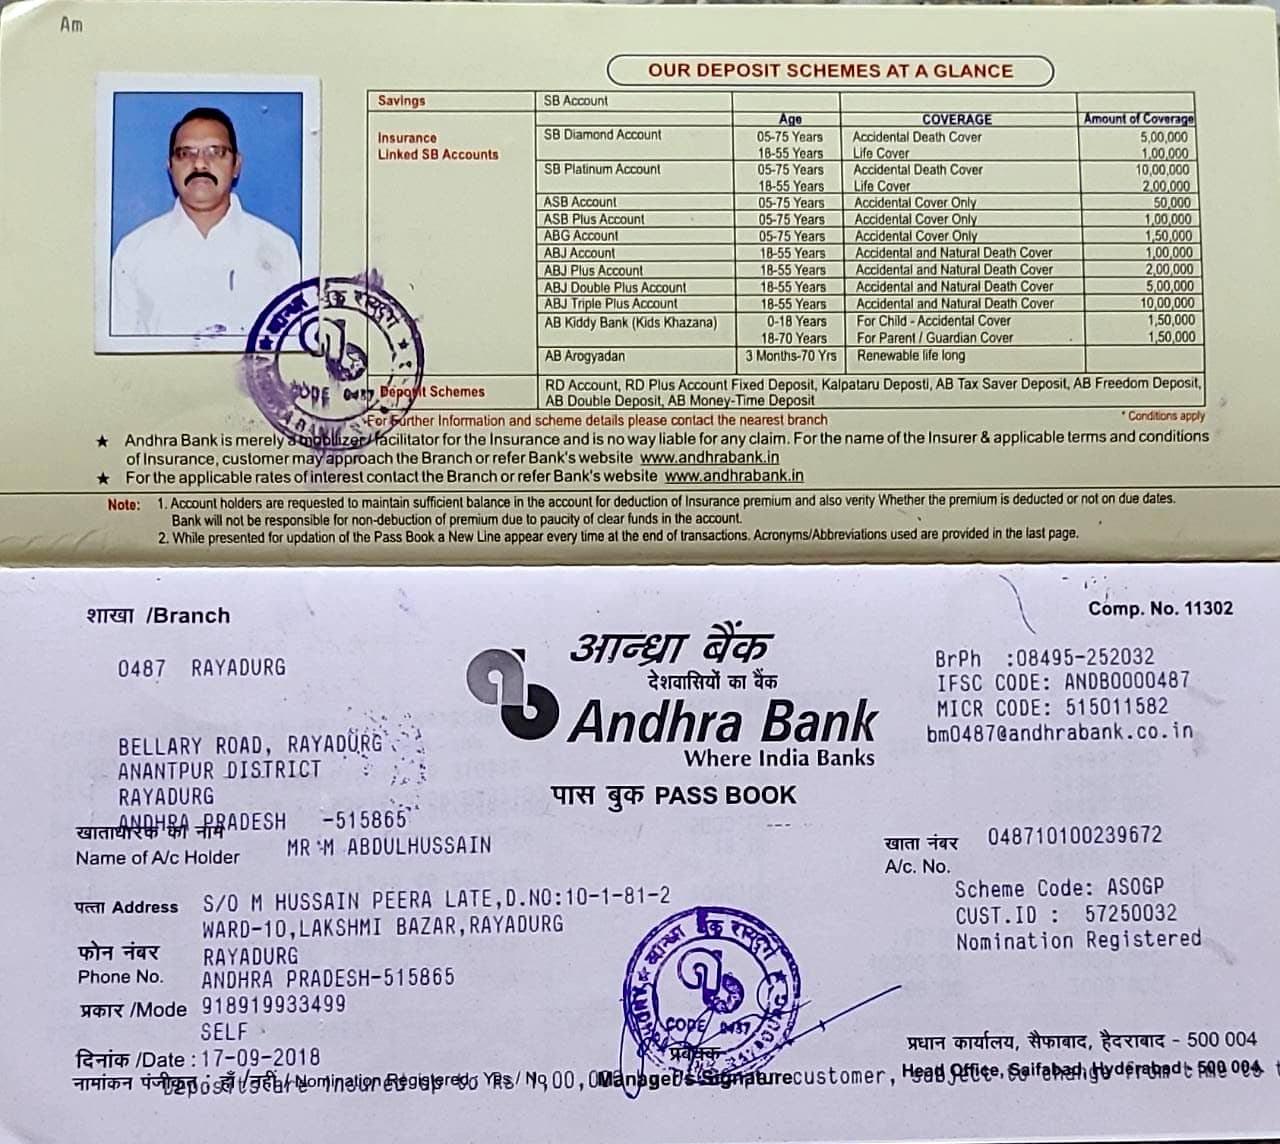 Am
OUR DEPOSIT SCHEMES AT A GLANCE
Savings SB Account
Age COVERAGE Amount of Coverage
Insurance Linked SB Accounts
SB Diamond Account 05-75 Years Accidental Death Cover 5,00,000
18-55 Years Life Cover 1,00,000
SB Platinum Account 05-75 Years Accidental Death Cover 10,00,000
18-55 Years Life Cover 2,00,000
ASB Account 05-75 Years Accidental Cover Only 50,000
ASB Plus Account 05-75 Years Accidental Cover Only 1,00,000
ABG Account 05-75 Years Accidental Cover Only 1,50,000
ABJ Account 18-55 Years Accidental and Natural Death Cover 1,00,000
ABJ Plus Account 18-55 Years Accidental and Natural Death Cover 2,00,000
ABJ Double Plus Account 18-55 Years Accidental and Natural Death Cover 5,00,000
ABJ Triple Plus Account 18-55 Years Accidental and Natural Death Cover 10,00,000
AB Kiddy Bank (Kids Khazana) 0-18 Years For Child - Accidental Cover 1,50,000
18-70 Years For Parent / Guardian Cover 1,50,000
AB Arogyadan 3 Months-70 Yrs Renewable life long
Deposit Schemes RD Account, RD Plus Account Fixed Deposit, Kalpataru Deposti, AB Tax Saver Deposit, AB Freedom Deposit,
AB Double Deposit, AB Money-Time Deposit
For Further Information and scheme details please contact the nearest branch * Conditions apply
★ Andhra Bank is merely a mobilizer / facilitator for the Insurance and is no way liable for any claim. For the name of the Insurer & applicable terms and conditions
of Insurance, customer may approach the Branch or refer Bank's website www.andhrabank.in
★ For the applicable rates of interest contact the Branch or refer Bank's website www.andhrabank.in
Note: 1. Account holders are requested to maintain sufficient balance in the account for deduction of Insurance premium and also verity Whether the premium is deducted or not on due dates.
Bank will not be responsible for non-debuction of premium due to paucity of clear funds in the account.
2. While presented for updation of the Pass Book a New Line appear every time at the end of transactions. Acronyms/Abbreviations used are provided in the last page.
CODE 0487
शाखा /Branch
Comp. No. 11302
0487 RAYADURG
आन्ध्रा बैंक
देशवासियों का बैंक
Andhra Bank
Where India Banks
पास बुक PASS BOOK
BrPh :08495-252032
IFSC CODE: ANDB0000487
MICR CODE: 515011582
bm0487@andhrabank.co.in
BELLARY ROAD, RAYADURG
ANANTPUR DISTRICT
RAYADURG
ANDHRA PRADESH -515865
खाताधारक का नाम
Name of A/c Holder MR M ABDULHUSSAIN
खाता नंबर 048710100239672
A/c. No.
Scheme Code: ASOGP
CUST.ID : 57250032
Nomination Registered
पत्ता Address S/O M HUSSAIN PEERA LATE,D.NO:10-1-81-2
WARD-10,LAKSHMI BAZAR,RAYADURG
फोन नंबर RAYADURG
Phone No. ANDHRA PRADESH-515865
प्रकार /Mode 918919933499
SELF
CODE 0487
दिनांक /Date : 17-09-2018
प्रबंधक
प्रधान कार्यालय, सैफाबाद, हैदराबाद - 500 004
नामांकन पंजीकृत : हाँ / नहीं / Nomination Registered : Yes / No
Manager's Signature
Head Office, Saifabad, Hyderabad - 500 004
customer, subject to change from time to